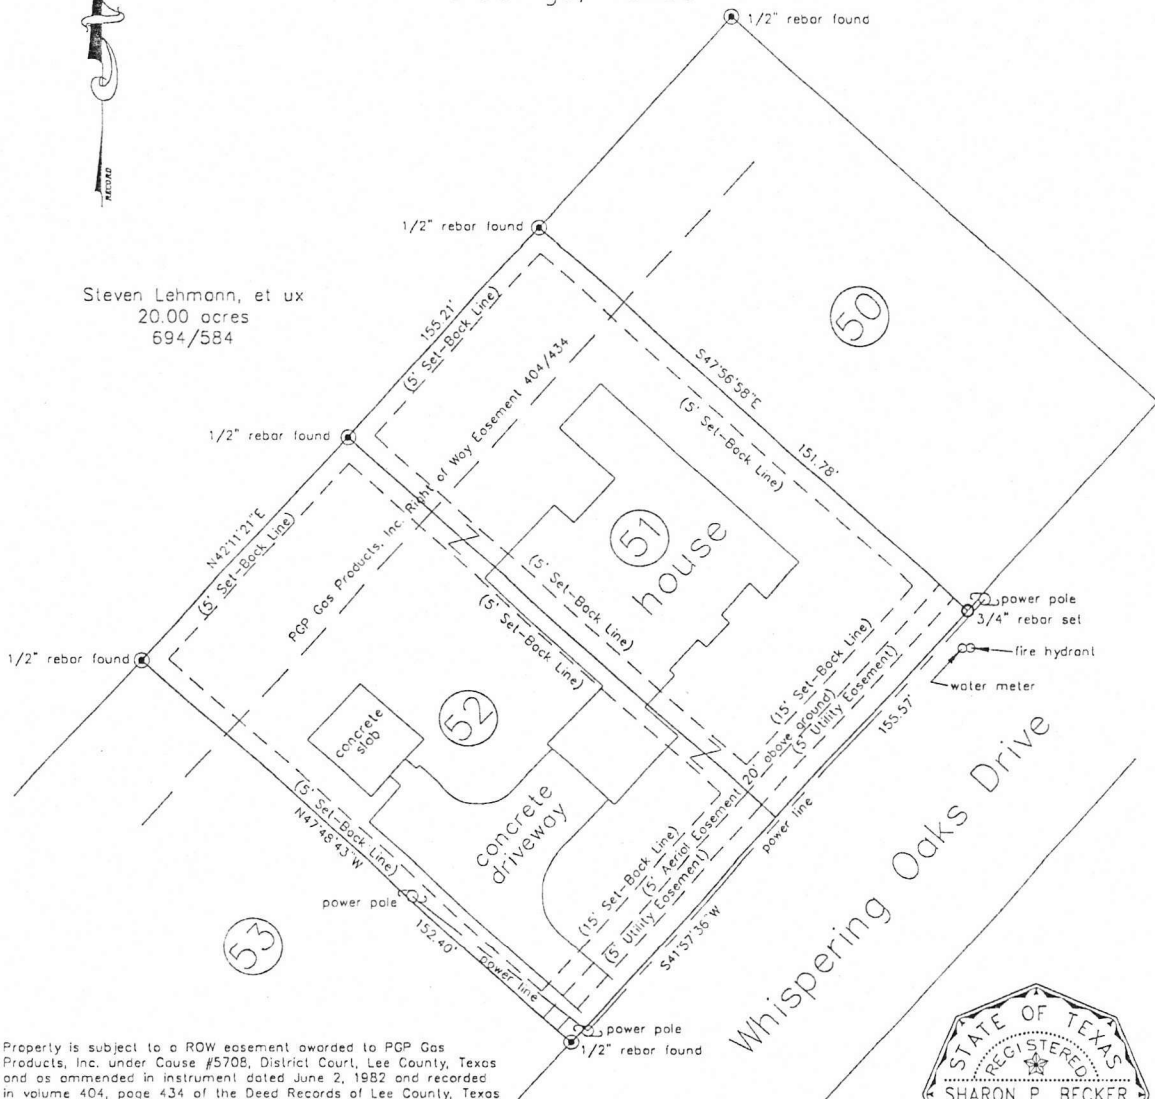 1/2" rebar found
RECORD
1/2" rebar found
Steven Lehmann, et ux
20.00 acres
694/584
50
155.21'
(5' Set-Back Line)
S47°56'58"E
151.78'
(5' Set-Back Line)
PGP Gas Products, Inc. Right of Way Easement 404/434
1/2" rebar found
N42°11'21"E
(5' Set-Back Line)
51
house
(5' Set-Back Line)
(5' Set-Back Line)
power pole
3/4" rebar set
fire hydrant
water meter
1/2" rebar found
52
concrete
slab
(15' Set-Back Line)
20' above ground)
(5' Utility Easement)
155.57'
power line
concrete
driveway
(5' Set-Back Line)
N47°48'43"W
(15' Set-Back Line)
(5' Aerial Easement
(5' Utility Easement)
S41°57'36"W
Whispering Oaks Drive
power pole
152.40'
power line
53
power pole
1/2" rebar found
Property is subject to a ROW easement awarded to PGP Gas
Products, Inc. under Cause #5708, District Court, Lee County, Texas
and as ammended in instrument dated June 2, 1982 and recorded
in volume 404, page 434 of the Deed Records of Lee County, Texas
STATE OF TEXAS
REGISTERED
SHARON P. BECKER